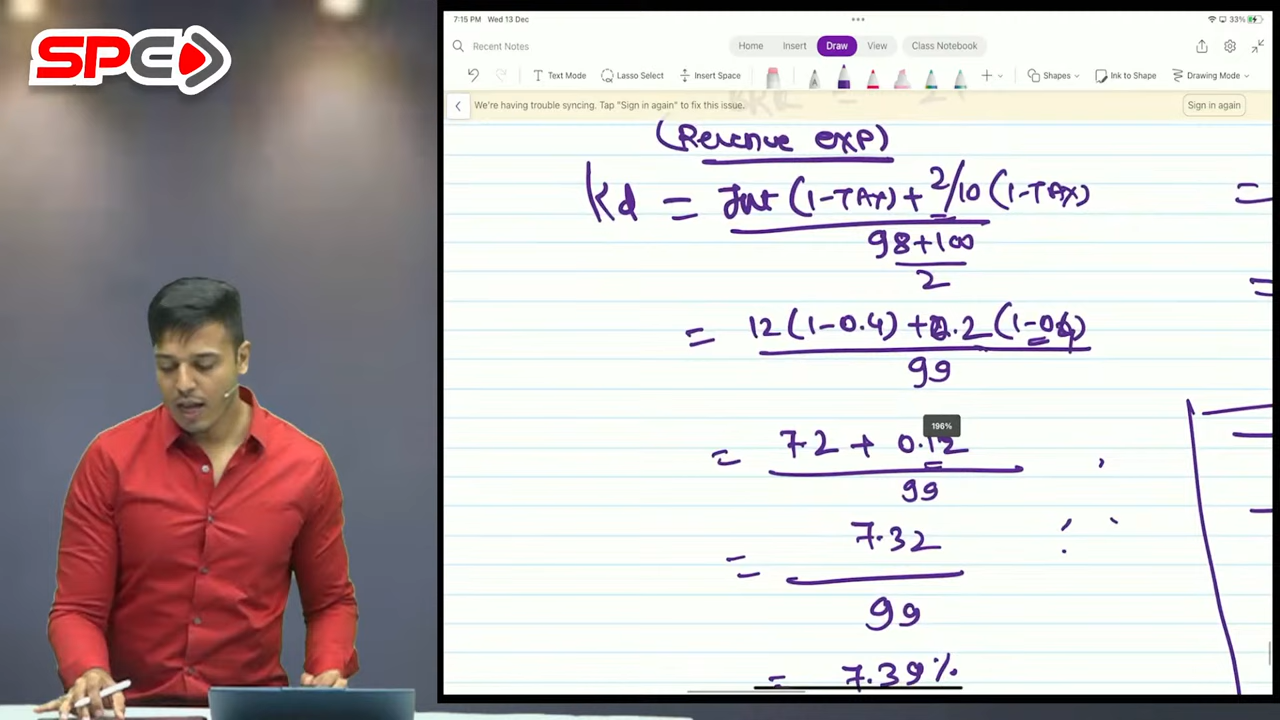 SPED
7:15 PM Wed 13 Dec
33%
Recent Notes
Home Insert Draw View Class Notebook
Text Mode Lasso Select Insert Space Shapes Ink to Shape Drawing Mode
We're having trouble syncing. Tap "Sign in again" to fix this issue. Sign in again
(Revenue exp)
Kd = Int (1-TAX) + 2/10 (1-TAX)
98+100
2
= 12 (1-0.4) + 0.2 (1-0.4)
99
196%
= 7.2 + 0.12
99
= 7.32
99
= 7.39%